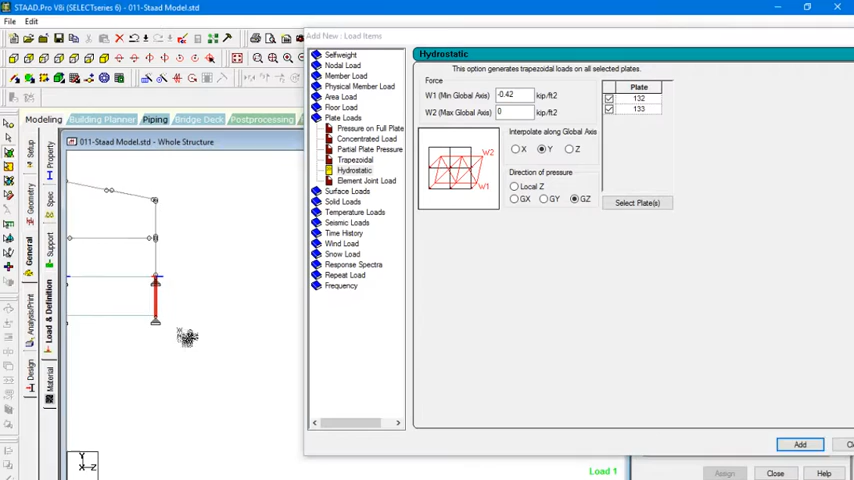 STAAD.Pro V8i (SELECTseries 6) - 011-Staad Model.std
File Edit
Add New : Load Items
Modeling Building Planner Piping Bridge Deck Postprocessing
011-Staad Model.std - Whole Structure
Setup
Geometry
General
Analysis/Print
Design
Property
Spec
Support
Load & Definition
Material
Selfweight
Nodal Load
Member Load
Physical Member Load
Area Load
Floor Load
Plate Loads
Pressure on Full Plate
Concentrated Load
Partial Plate Pressure
Trapezoidal
Hydrostatic
Element Joint Load
Surface Loads
Solid Loads
Temperature Loads
Seismic Loads
Time History
Wind Load
Snow Load
Response Spectra
Repeat Load
Frequency
Hydrostatic
This option generates trapezoidal loads on all selected plates.
Force
W1 (Min Global Axis) -0.42 kip/ft2
W2 (Max Global Axis) 0 kip/ft2
W2
W1
Interpolate along Global Axis
X Y Z
Direction of pressure
Local Z
GX GY GZ
Plate
132
133
Select Plate(s)
Add
Y
Z
Load 1
Assign Close Help